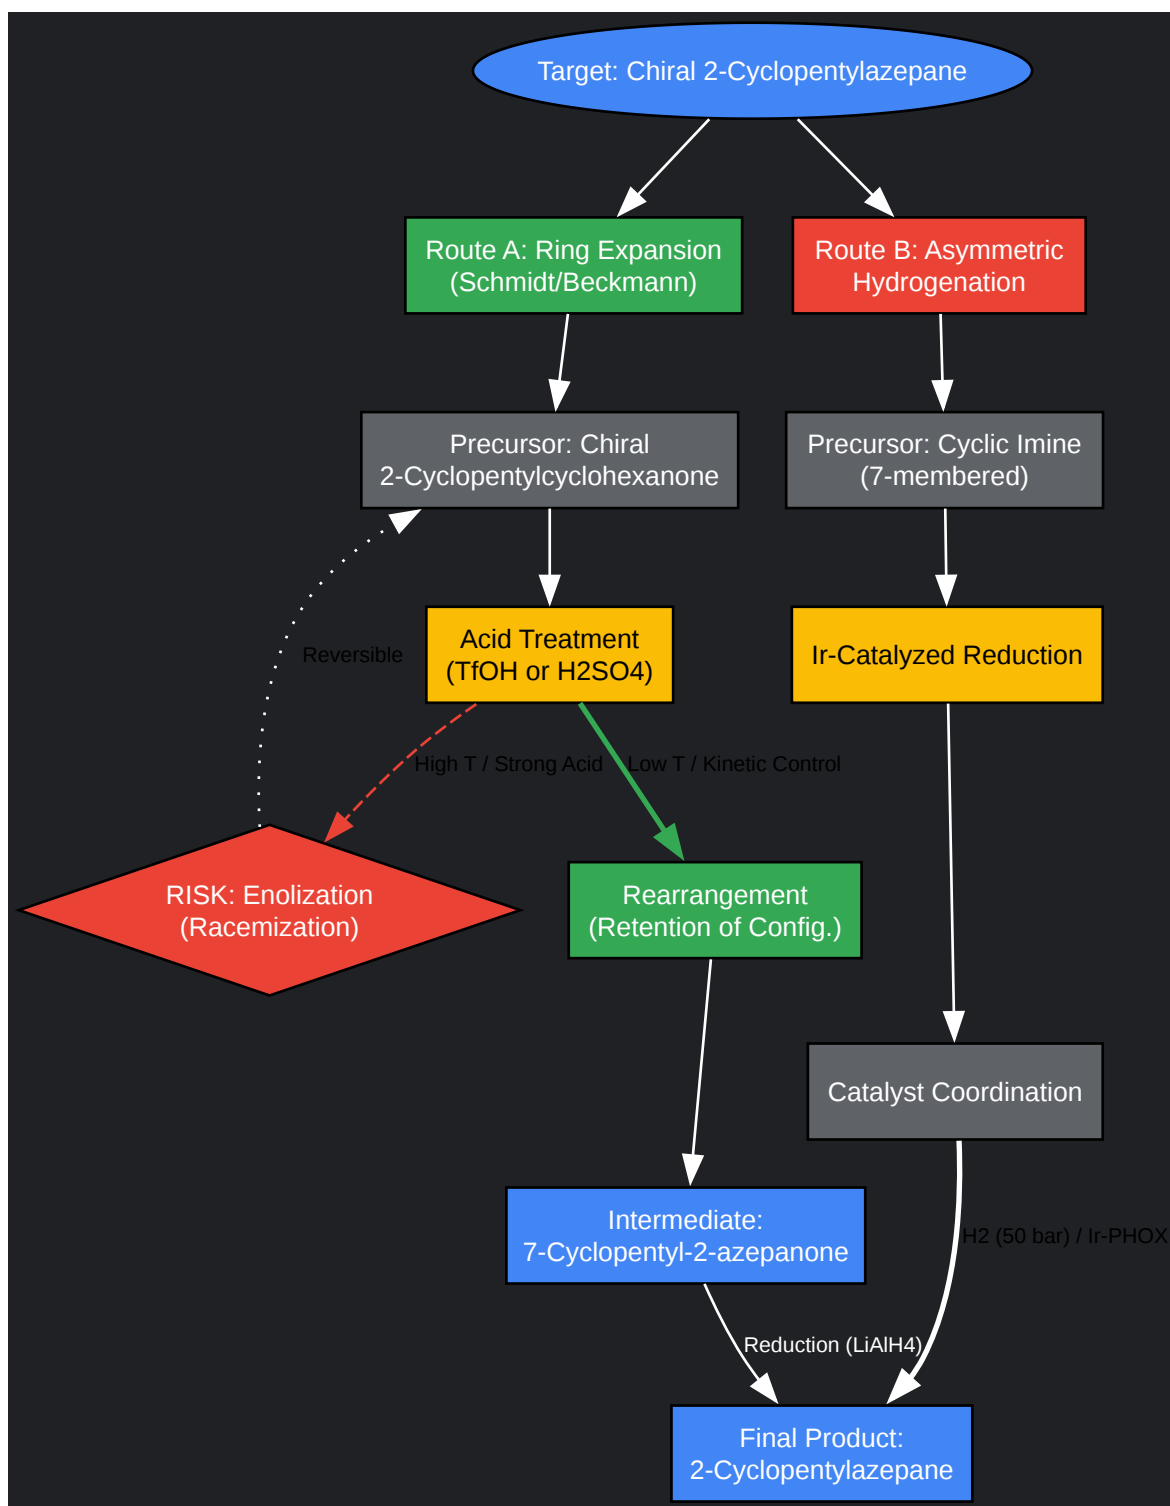 Target: Chiral 2-Cyclopentylazepane
Route A: Ring Expansion
(Schmidt/Beckmann)
Route B: Asymmetric
Hydrogenation
Precursor: Chiral
2-Cyclopentylcyclohexanone
Precursor: Cyclic Imine
(7-membered)
Reversible
Acid Treatment
(TfOH or H2SO4)
Ir-Catalyzed Reduction
High T / Strong Acid
Low T / Kinetic Control
RISK: Enolization
(Racemization)
Rearrangement
(Retention of Config.)
Catalyst Coordination
Intermediate:
7-Cyclopentyl-2-azepanone
H2 (50 bar) / Ir-PHOX
Reduction (LiAlH4)
Final Product:
2-Cyclopentylazepane